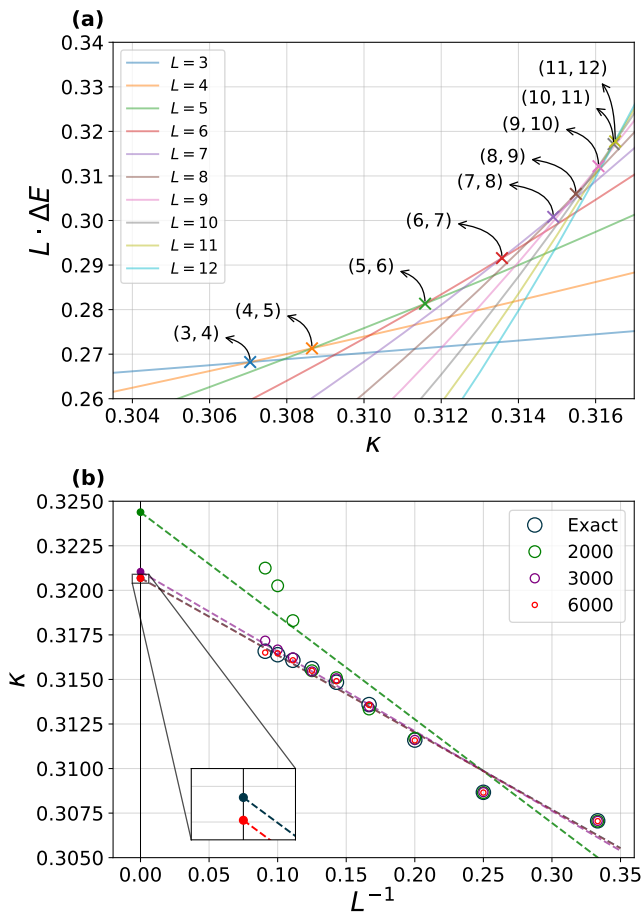 (a)
0.34
0.33
0.32
0.31
0.30
0.29
0.28
0.27
0.26
L · ΔE
L = 3
L = 4
L = 5
L = 6
L = 7
L = 8
L = 9
L = 10
L = 11
L = 12
(11, 12)
(10, 11)
(9, 10)
(8, 9)
(7, 8)
(6, 7)
(5, 6)
(4, 5)
(3, 4)
0.304 0.306 0.308 0.310 0.312 0.314 0.316
κ
(b)
0.3250
0.3225
0.3200
0.3175
0.3150
0.3125
0.3100
0.3075
0.3050
κ
Exact
2000
3000
6000
0.00 0.05 0.10 0.15 0.20 0.25 0.30 0.35
L⁻¹